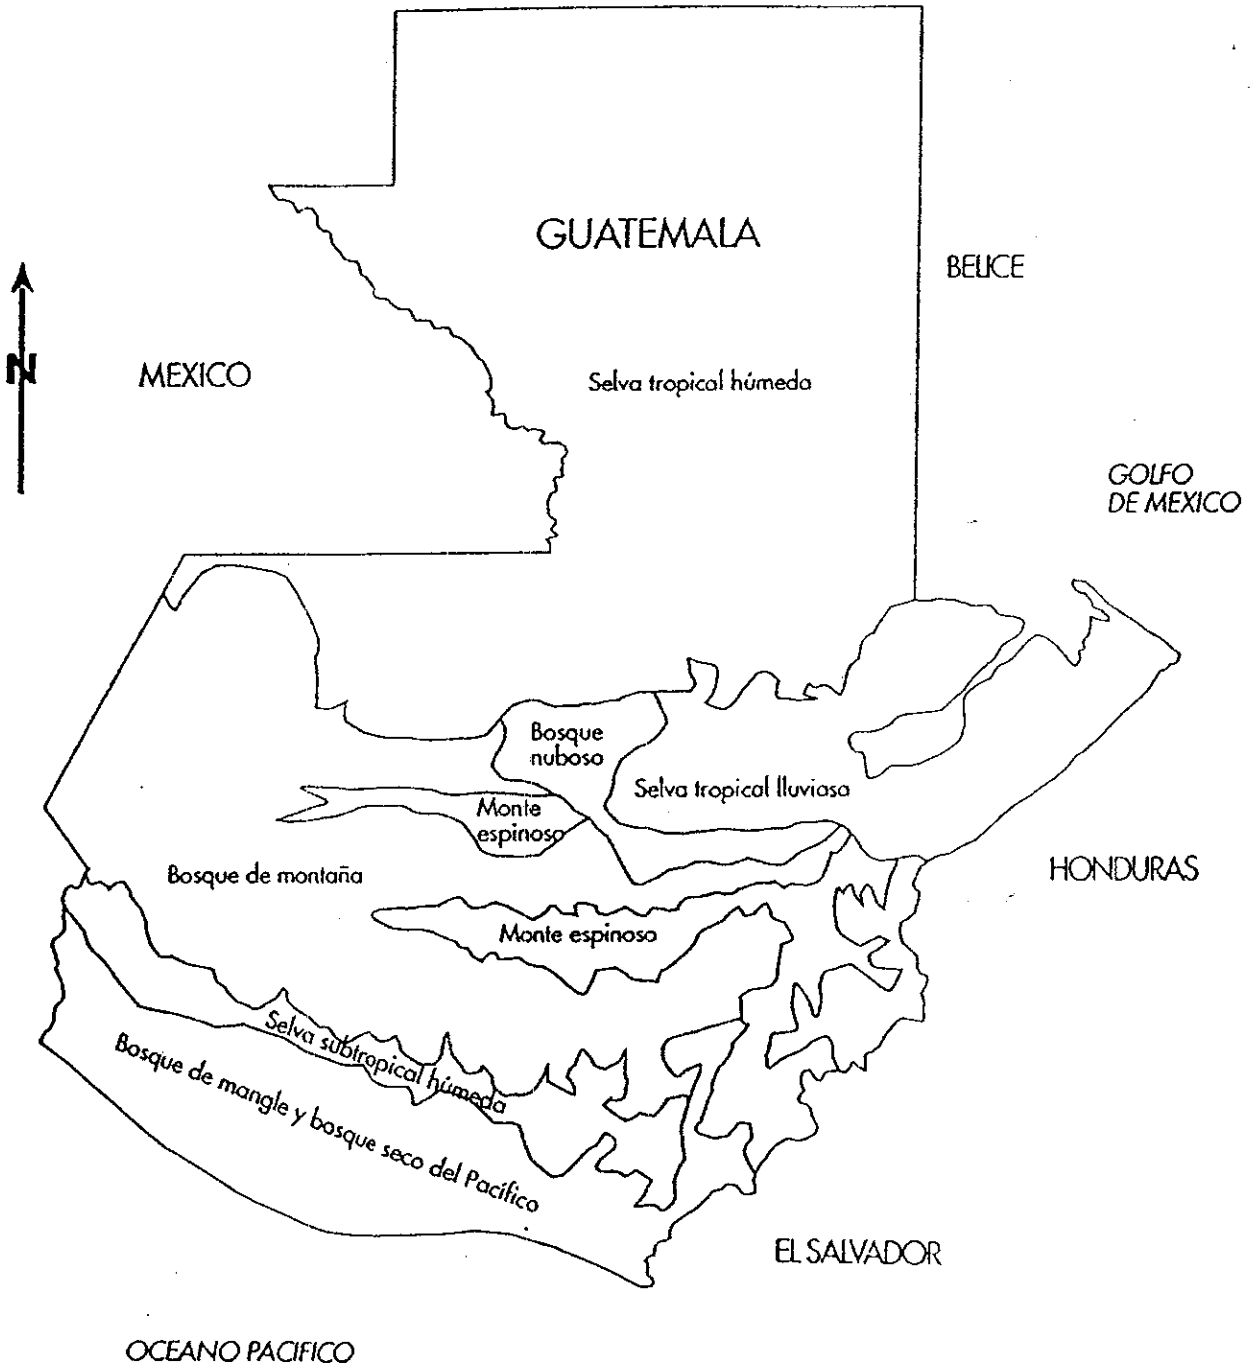 GUATEMALA
BELICE
N
MEXICO
Selva tropical húmeda
GOLFO
DE MEXICO
Bosque
nuboso
Selva tropical lluviosa
Monte
espinoso
Bosque de montaña
HONDURAS
Monte espinoso
Selva subtropical húmeda
Bosque de mangle y bosque seco del Pacífico
EL SALVADOR
OCEANO PACIFICO